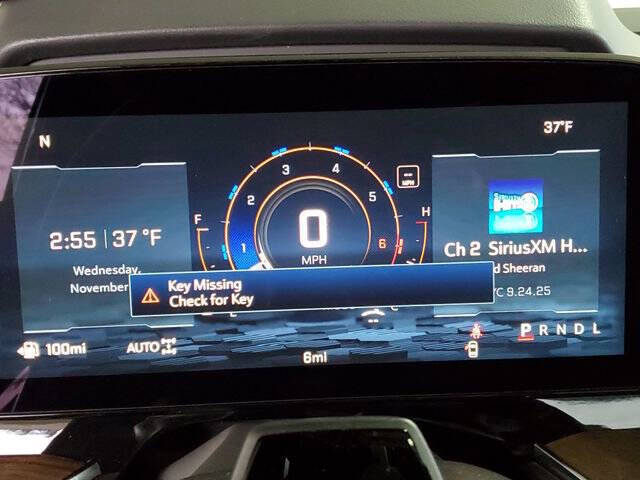 N
37°F
2:55 | 37 °F
Wednesday,
November
F
H
1
2
3
4
5
6
--
MPH
0
MPH
Ch 2 SiriusXM H...
d Sheeran
C 9.24.25
Key Missing
Check for Key
100mi
AUTO
6mi
P R N D L